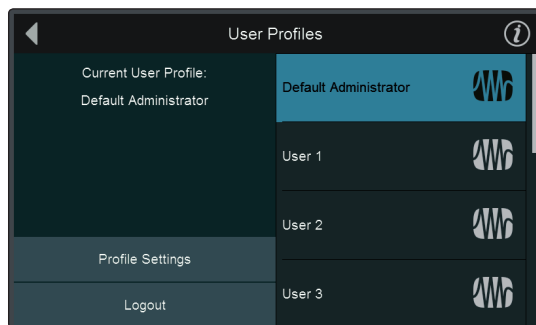 User Profiles
Current User Profile:
Default Administrator
Profile Settings
Logout
Default Administrator
User 1
User 2
User 3